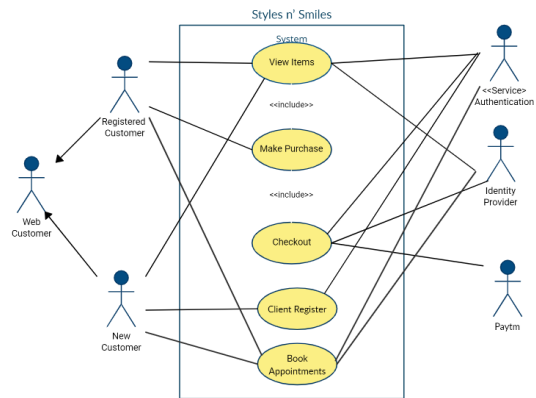 Styles n' Smiles
System
View Items
<<include>>
Make Purchase
<<include>>
Checkout
Client Register
Book
Appointments
Registered
Customer
Web
Customer
New
Customer
<<Service>
Authentication
Identity
Provider
Paytm